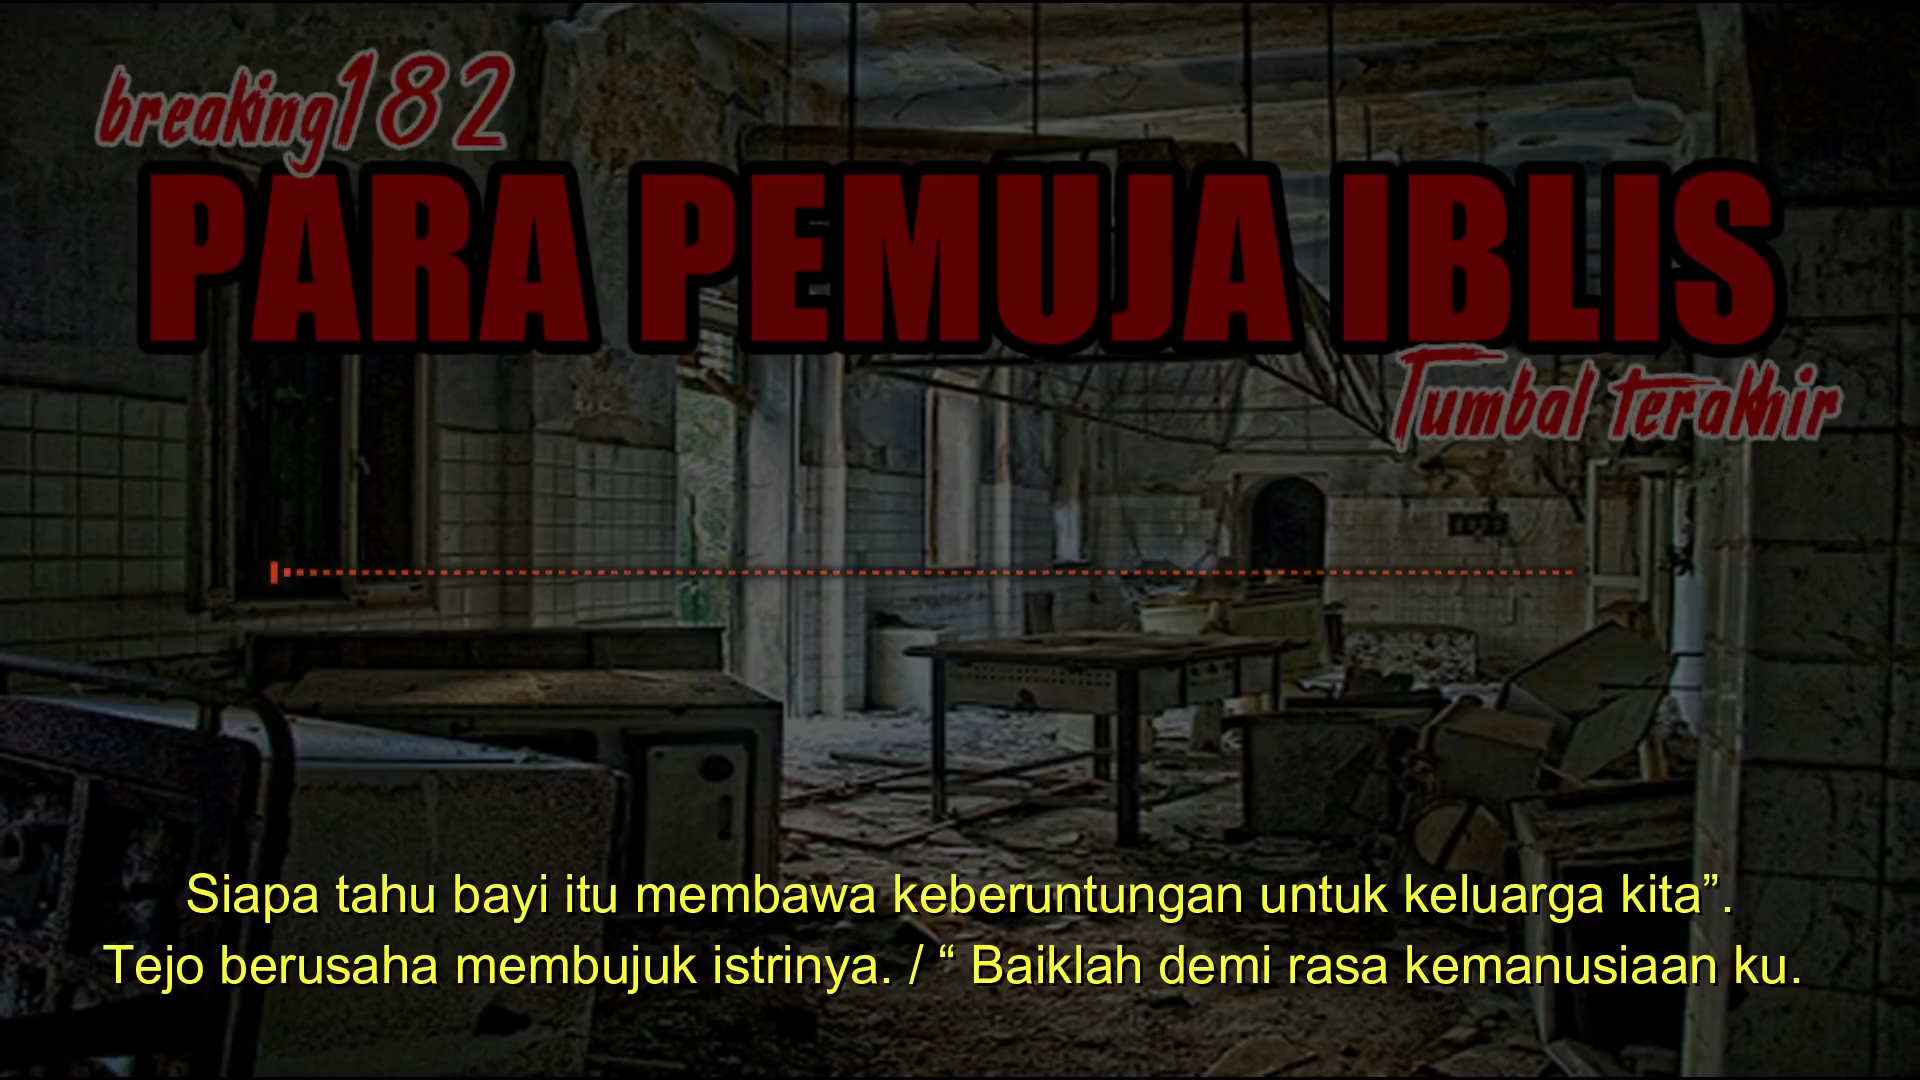 breaking182
PARA PEMUJA IBLIS
Tumbal terakhir
Siapa tahu bayi itu membawa keberuntungan untuk keluarga kita”.
Tejo berusaha membujuk istrinya. / “ Baiklah demi rasa kemanusiaan ku.